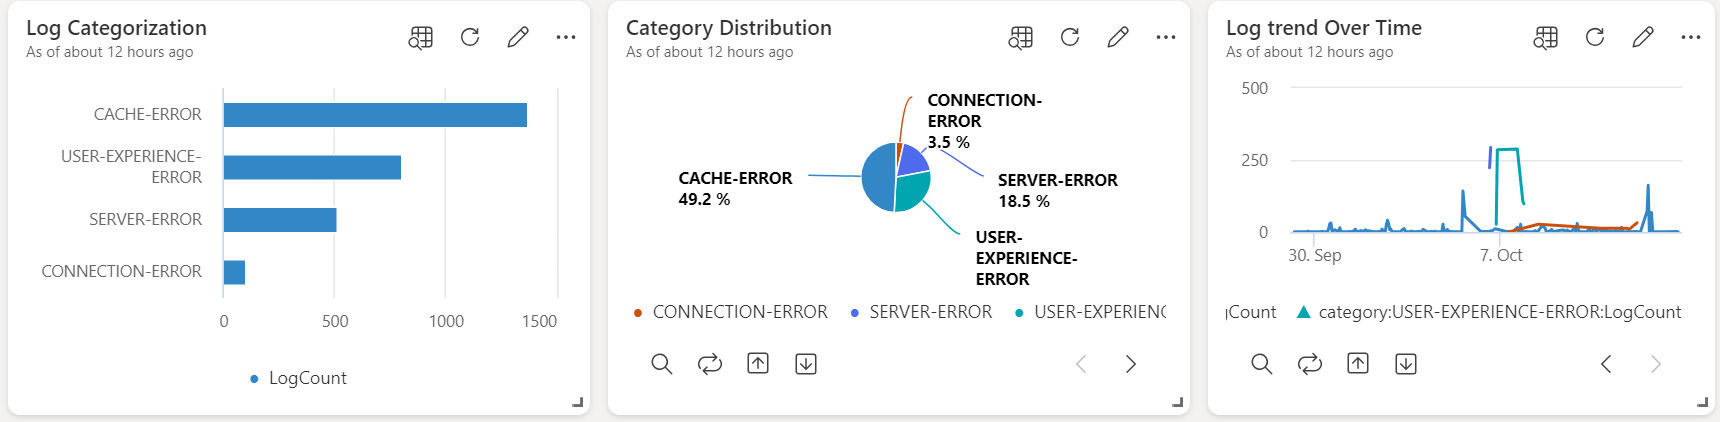 Log Categorization
As of about 12 hours ago
CACHE-ERROR
USER-EXPERIENCE-
ERROR
SERVER-ERROR
CONNECTION-ERROR
0 500 1000 1500
LogCount
Category Distribution
As of about 12 hours ago
CONNECTION-
ERROR
3.5 %
CACHE-ERROR
49.2 %
SERVER-ERROR
18.5 %
USER-
EXPERIENCE-
ERROR
CONNECTION-ERROR SERVER-ERROR USER-EXPERIENC
Log trend Over Time
As of about 12 hours ago
500
250
0
30. Sep 7. Oct
Count category:USER-EXPERIENCE-ERROR:LogCount